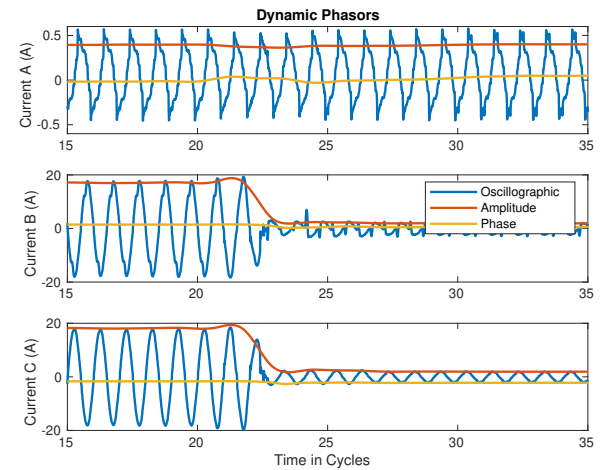 Dynamic Phasors
Current A (A)
0.5
0
-0.5
15 20 25 30 35
Current B (A)
20
0
-20
15 20 25 30 35
Oscillographic
Amplitude
Phase
Current C (A)
20
0
-20
15 20 25 30 35
Time in Cycles